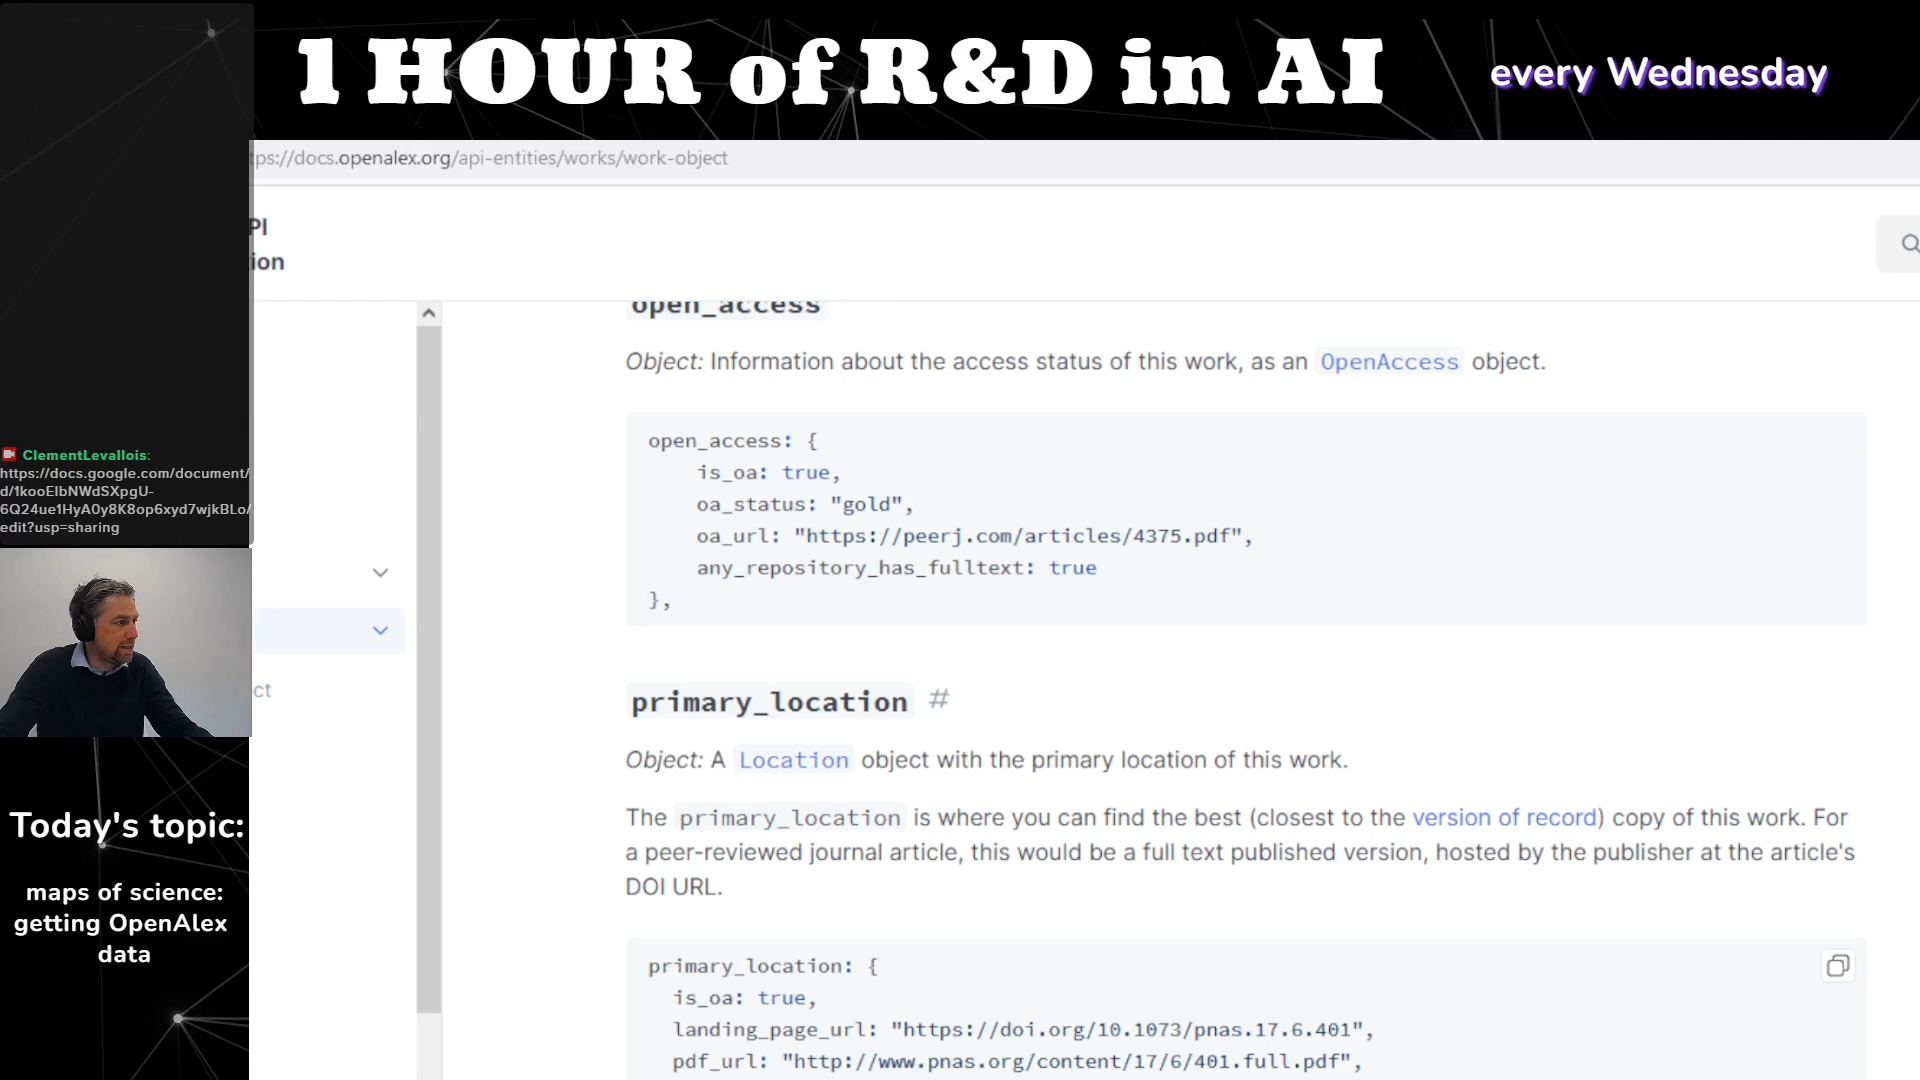 1 HOUR of R&D in AI
every Wednesday
tps://docs.openalex.org/api-entities/works/work-object
PI
ion
open_access
Object: Information about the access status of this work, as an OpenAccess object.
open_access: {
is_oa: true,
oa_status: "gold",
oa_url: "https://peerj.com/articles/4375.pdf",
any_repository_has_fulltext: true
},
ct
primary_location #
Object: A Location object with the primary location of this work.
The primary_location is where you can find the best (closest to the version of record) copy of this work. For
a peer-reviewed journal article, this would be a full text published version, hosted by the publisher at the article's
DOI URL.
primary_location: {
is_oa: true,
landing_page_url: "https://doi.org/10.1073/pnas.17.6.401",
pdf_url: "http://www.pnas.org/content/17/6/401.full.pdf",
ClementLevallois:
https://docs.google.com/document/
d/1kooElbNWdSXpgU-
6Q24ue1HyA0y8K8op6xyd7wjkBLo/
edit?usp=sharing
Today's topic:
maps of science:
getting OpenAlex
data